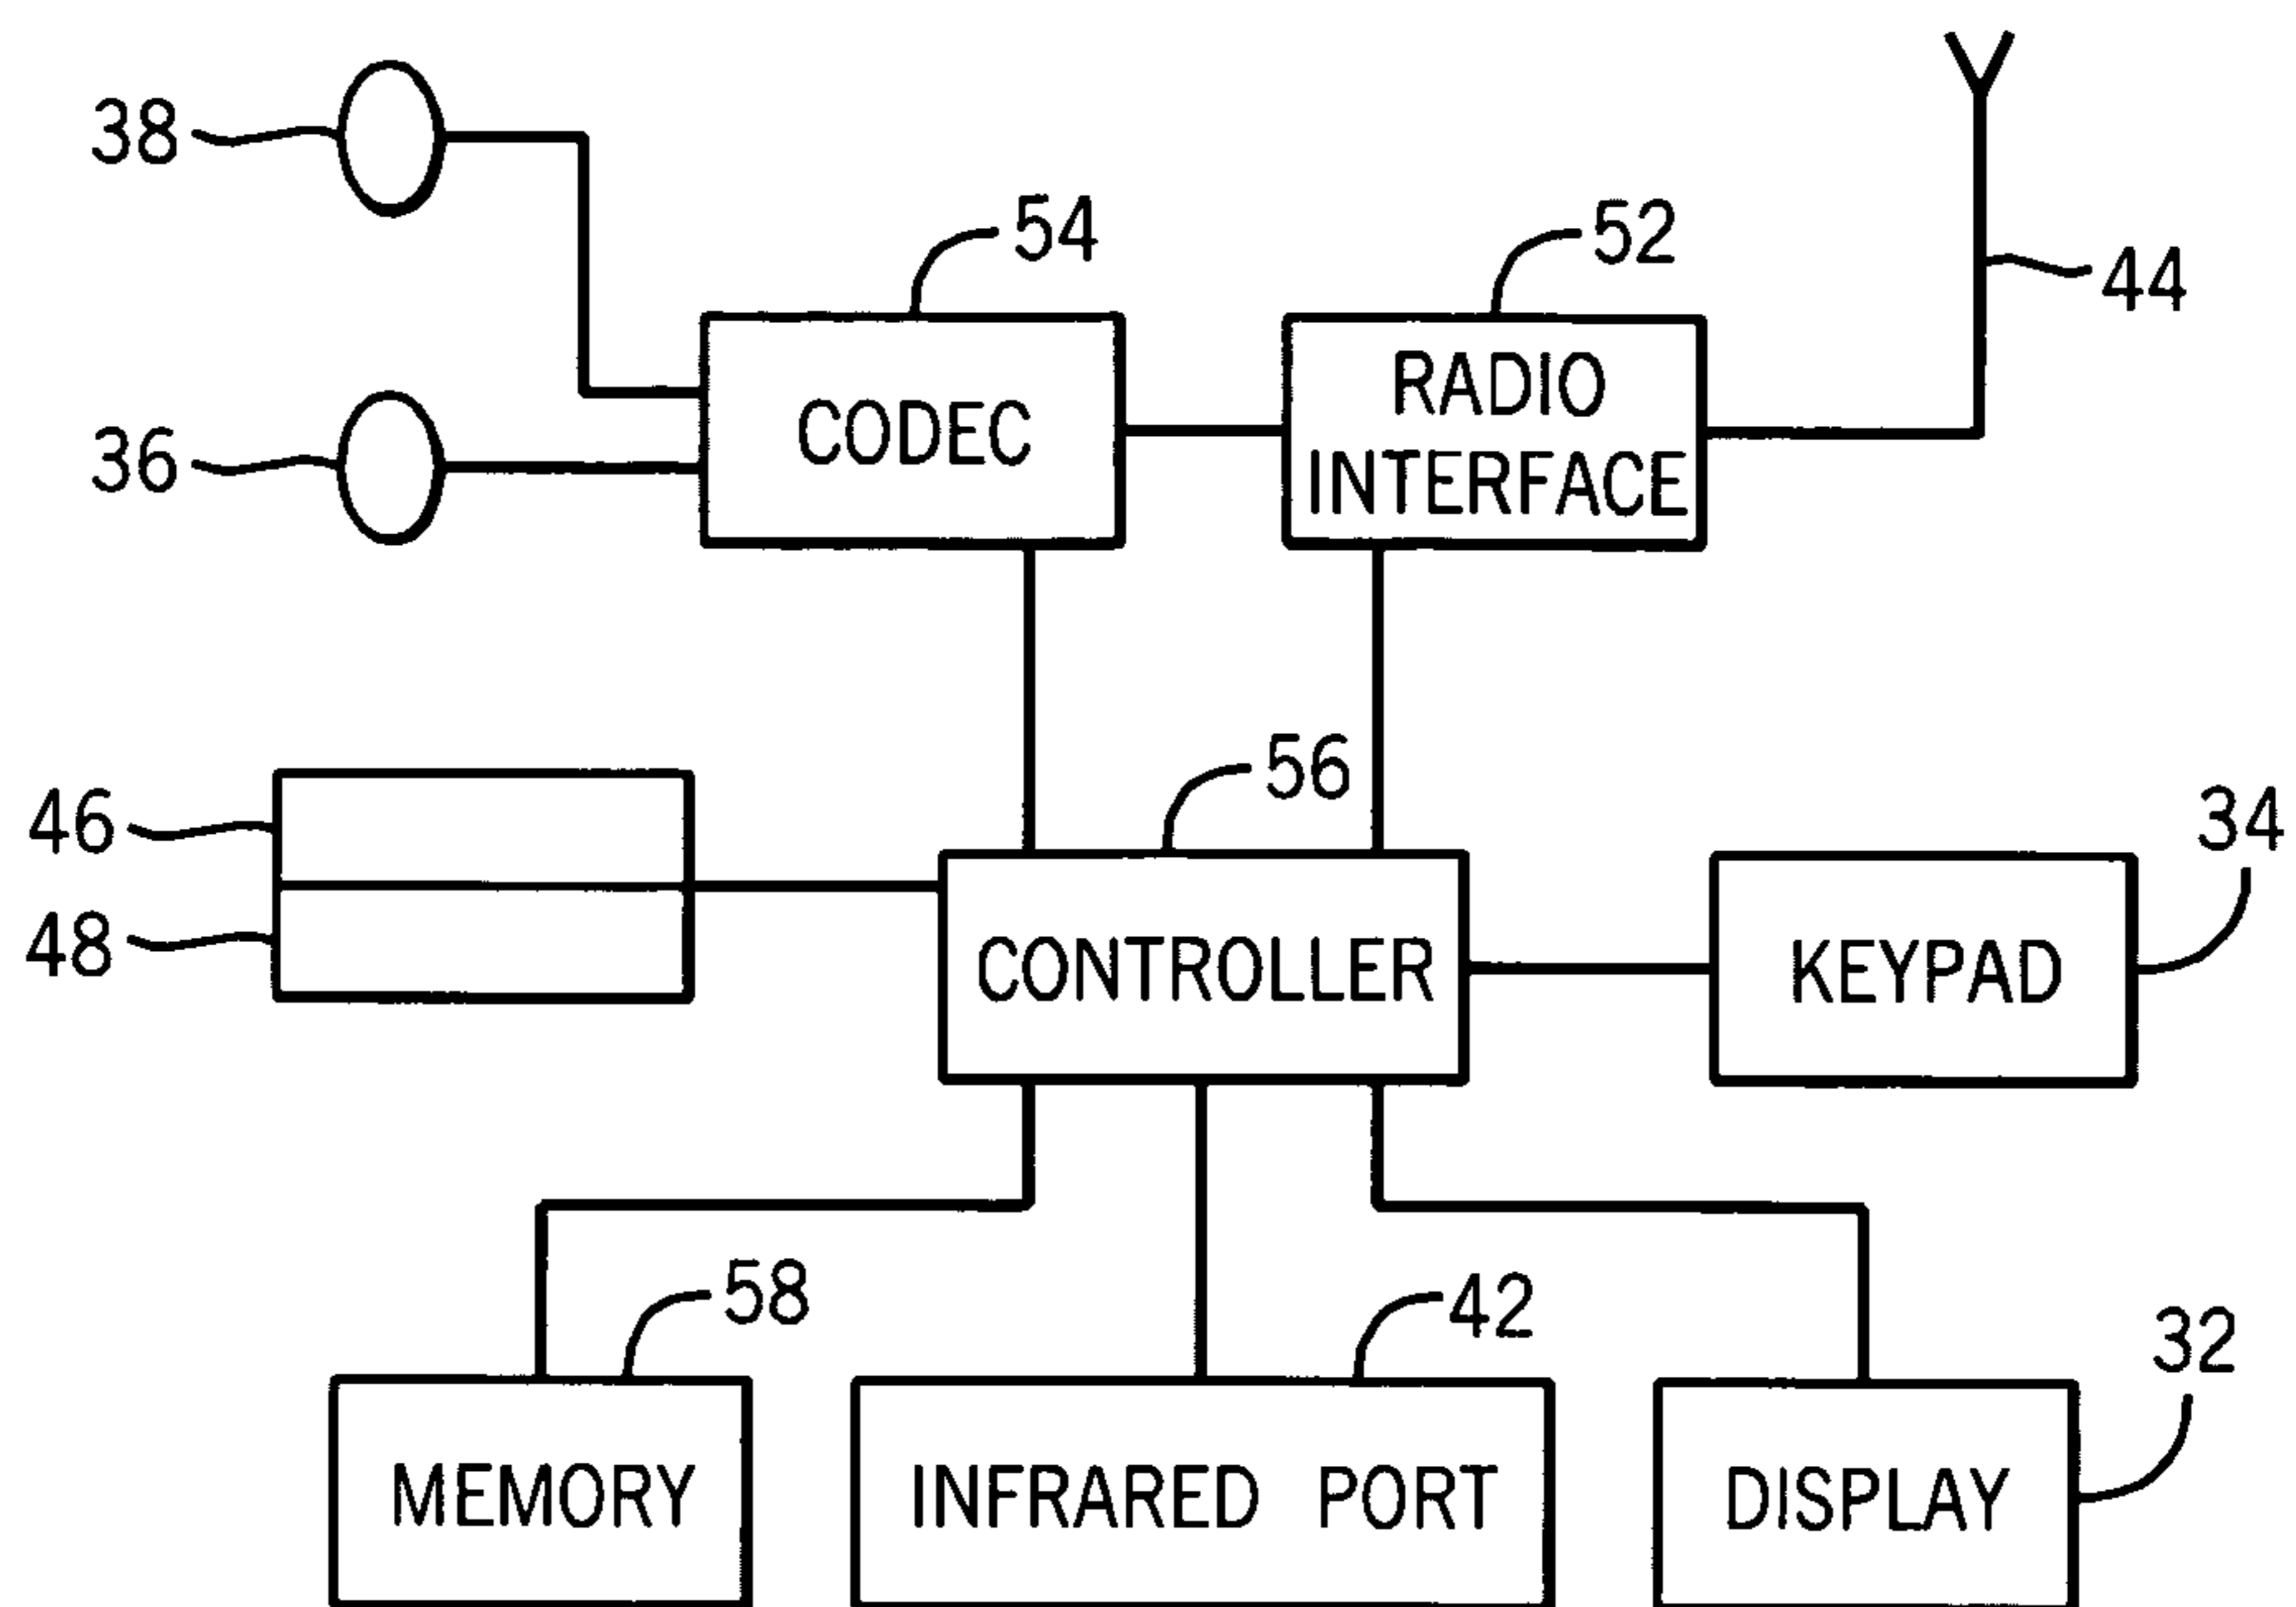 38
54
52
44
36
CODEC
RADIO
INTERFACE
56
46
34
48
CONTROLLER
KEYPAD
58
42
32
MEMORY
INFRARED PORT
DISPLAY